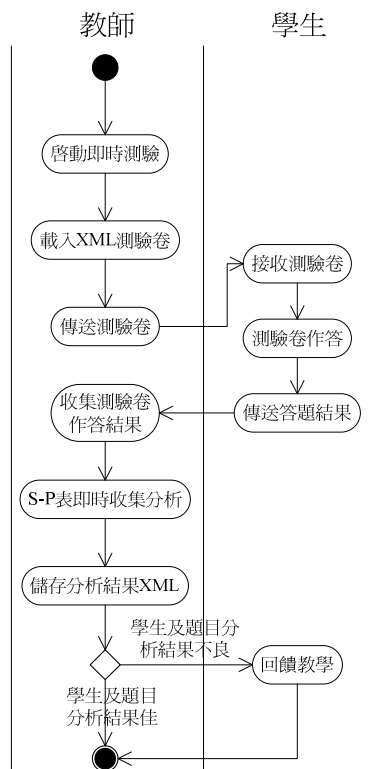 教師
學生
啓動即時測驗
載入XML測驗卷
傳送測驗卷
接收測驗卷
測驗卷作答
傳送答題結果
收集測驗卷
作答結果
S-P表即時收集分析
儲存分析結果XML
學生及題目分
析結果不良
回饋教學
學生及題目
分析結果佳